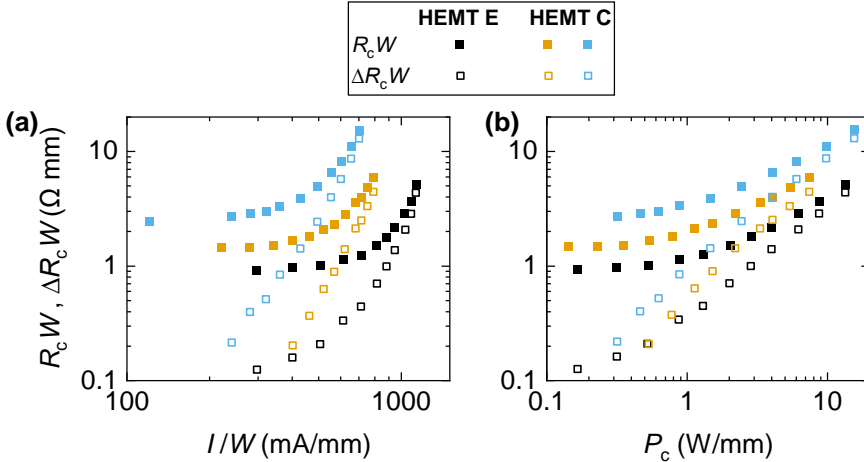 HEMT E HEMT C
RcW
ΔRcW
(a) (b)
RcW , ΔRcW (Ω mm)
10 10
1 1
0.1 0.1
100 1000 0.1 1 10
I/W (mA/mm) Pc (W/mm)